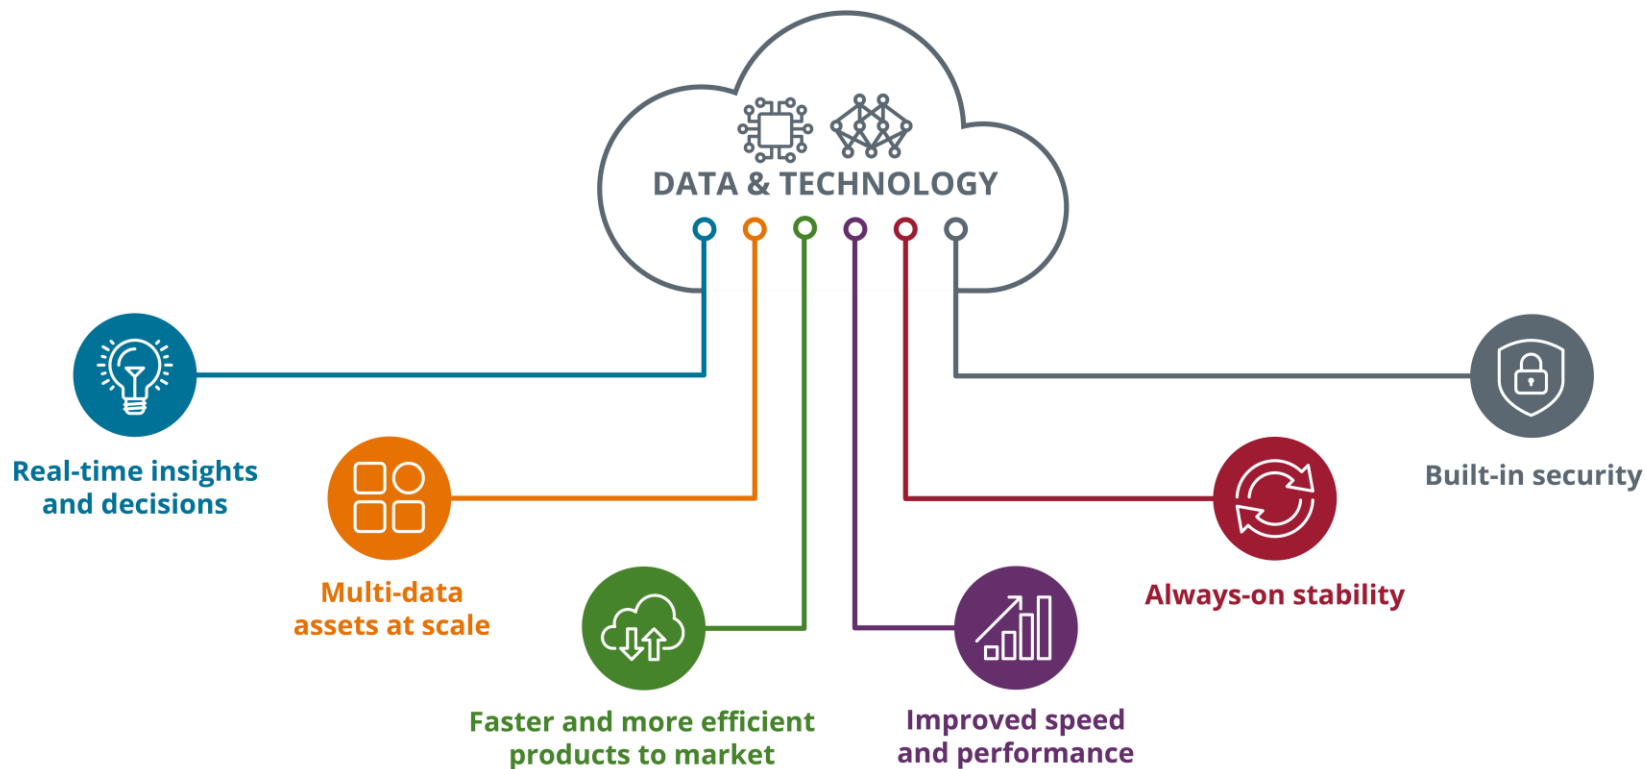 DATA & TECHNOLOGY
Real-time insights
and decisions
Multi-data
assets at scale
Faster and more efficient
products to market
Improved speed
and performance
Always-on stability
Built-in security